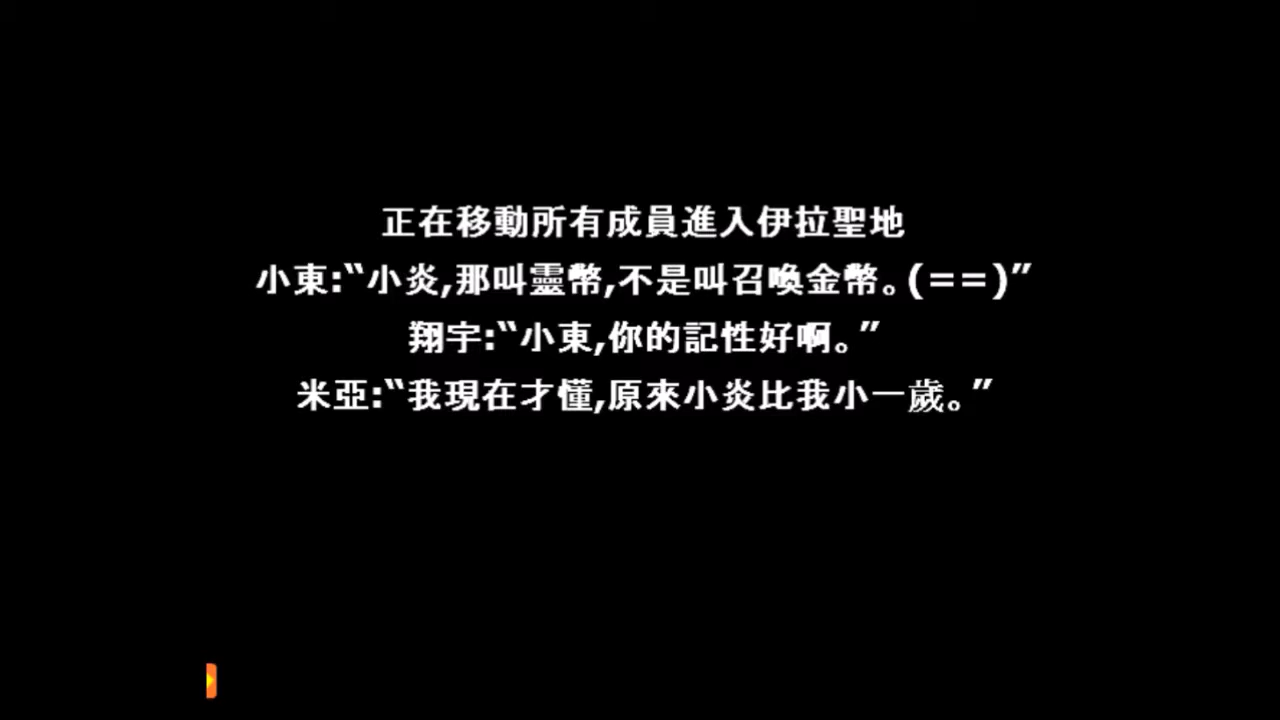 正在移動所有成員進入伊拉聖地
小東:“小炎,那叫靈幣,不是叫召喚金幣。(==)”
翔宇:“小東,你的記性好啊。”
米亞:“我現在才懂,原來小炎比我小一歲。”